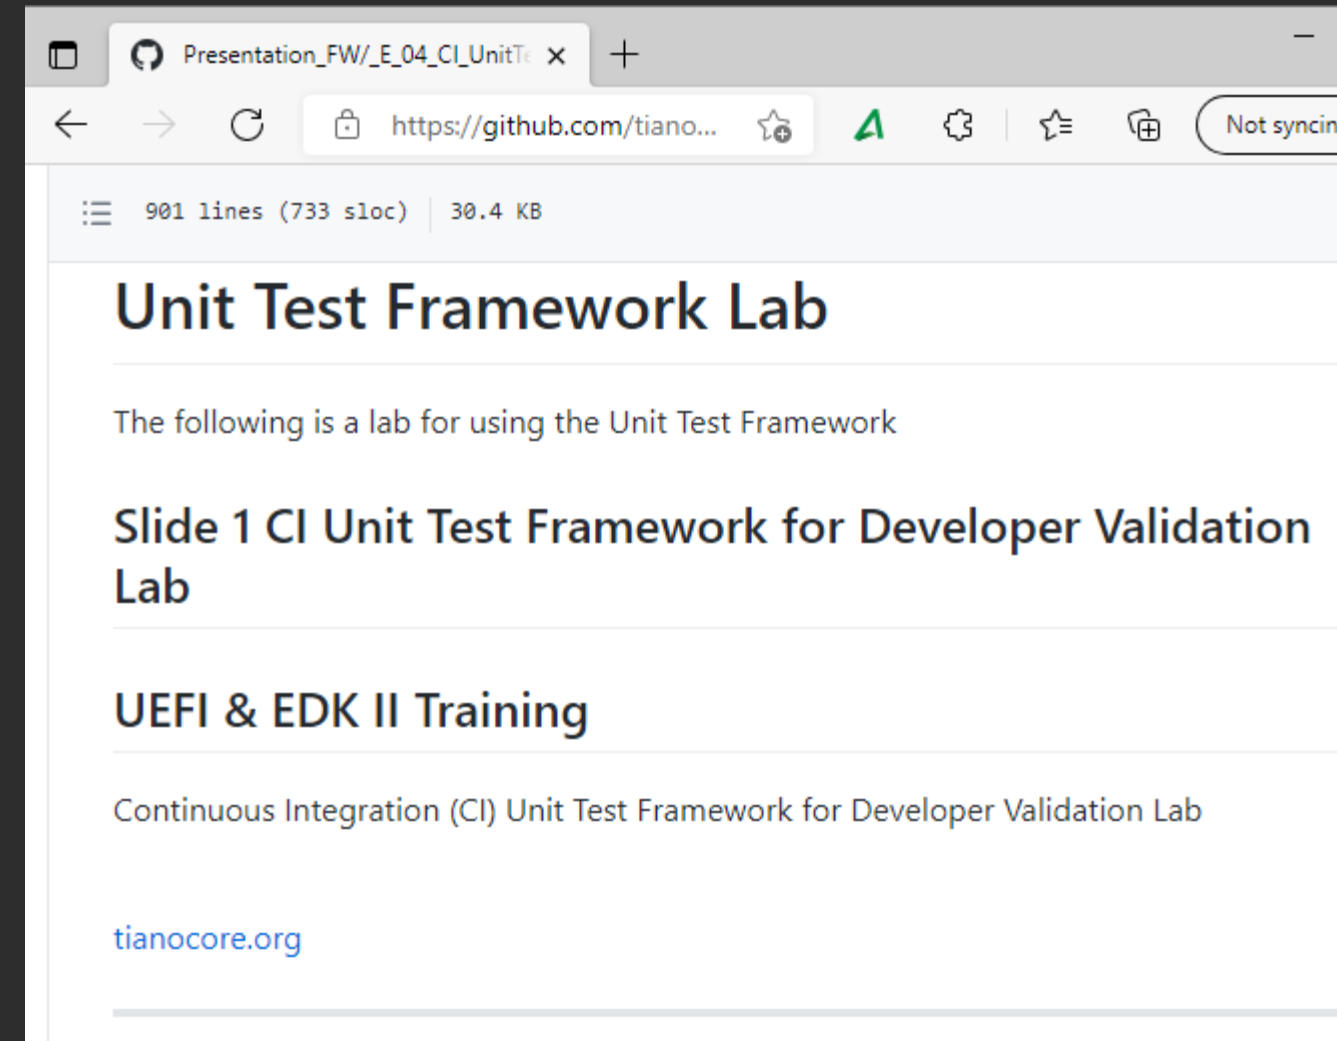 Presentation_FW/_E_04_CI_UnitTe
https://github.com/tiano...
Not syncin
901 lines (733 sloc)
30.4 KB
Unit Test Framework Lab
The following is a lab for using the Unit Test Framework
Slide 1 CI Unit Test Framework for Developer Validation
Lab
UEFI & EDK II Training
Continuous Integration (CI) Unit Test Framework for Developer Validation Lab
tianocore.org